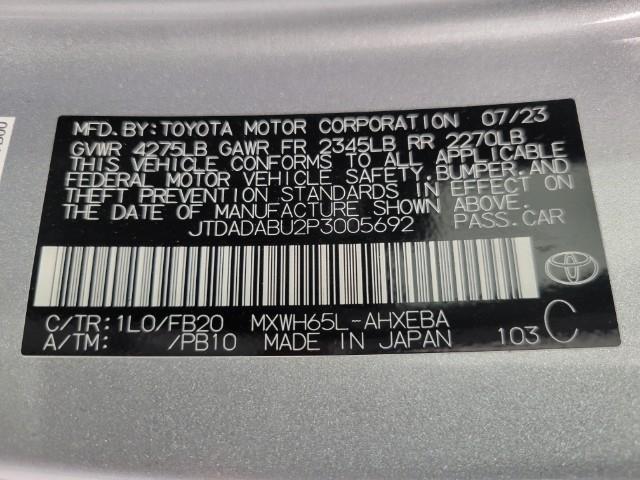 MFD. BY: TOYOTA MOTOR CORPORATION 07/23
GVWR 4275LB GAWR FR 2345LB RR 2270LB
THIS VEHICLE CONFORMS TO ALL APPLICABLE
FEDERAL MOTOR VEHICLE SAFETY, BUMPER, AND
THEFT PREVENTION STANDARDS IN EFFECT ON
THE DATE OF MANUFACTURE SHOWN ABOVE.
JTDADABU2P3005692 PASS. CAR
C/TR: 1L0/FB20 MXWH65L-AHXEBA
A/TM: /PB10 MADE IN JAPAN 103 C